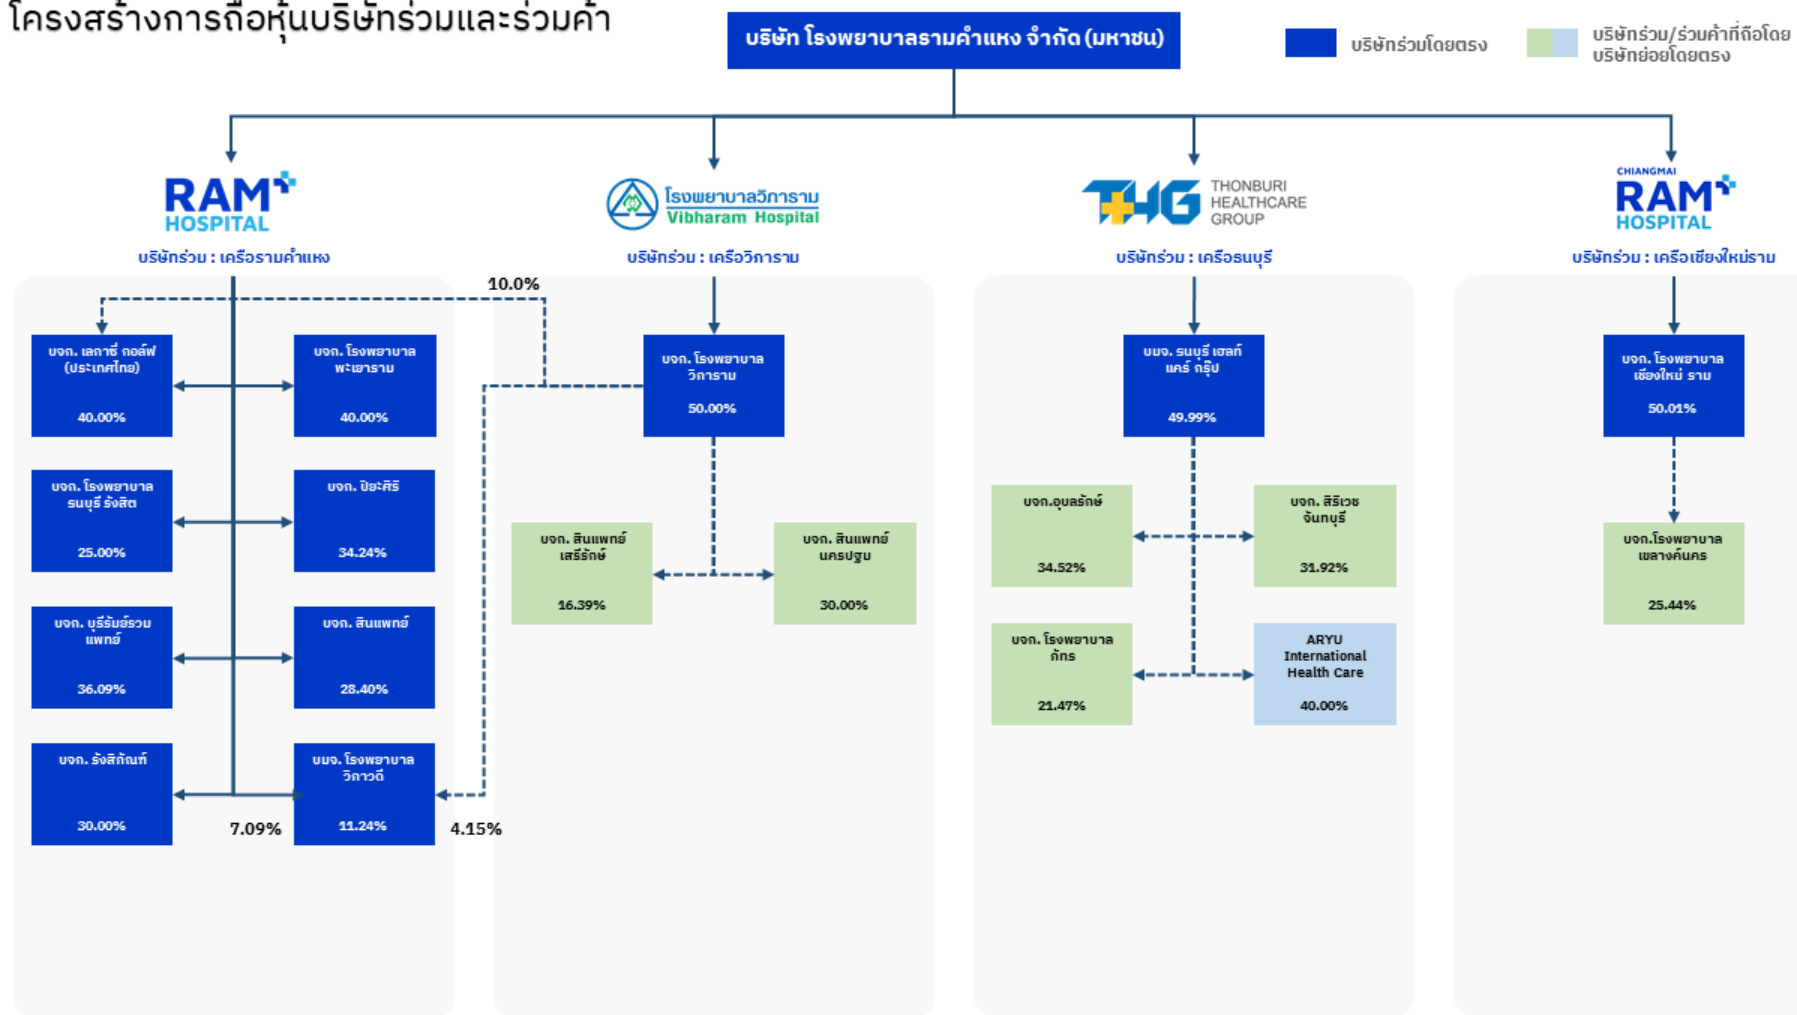 โครงสร้างการถือหุ้นบริษัทร่วมและร่วมค้า
บริษัท โรงพยาบาลรามคำแหง จำกัด (มหาชน)
บริษัทร่วมโดยตรง
บริษัทร่วม/ร่วมค้าที่ถือโดย
บริษัทย่อยโดยตรง
RAM
HOSPITAL
บริษัทร่วม : เครือรามคำแหง
โรงพยาบาลวิภาราม
Vibharam Hospital
บริษัทร่วม : เครือวิภาราม
THG
THONBURI
HEALTHCARE
GROUP
บริษัทร่วม : เครือธนบุรี
CHIANGMAI
RAM
HOSPITAL
บริษัทร่วม : เครือเชียงใหม่ราม
10.0%
บจก. เลกาซี่ กอล์ฟ
(ประเทศไทย)
40.00%
บจก. โรงพยาบาล
พะเยาราม
40.00%
บจก. โรงพยาบาล
ธนบุรี รังสิต
25.00%
บจก. ปิยะศิริ
34.24%
บจก. บุรีรัมย์รวม
แพทย์
36.09%
บจก. สินแพทย์
28.40%
บจก. รังสิภัณฑ์
30.00%
7.09%
บมจ. โรงพยาบาล
วิภาวดี
11.24%
4.15%
บจก. โรงพยาบาล
วิภาราม
50.00%
บจก. สินแพทย์
เสรีรักษ์
16.39%
บจก. สินแพทย์
นครปฐม
30.00%
บมจ. ธนบุรี เฮลท์
แคร์ กรุ๊ป
49.99%
บจก.อุบลรักษ์
34.52%
บจก. สิริเวช
จันทบุรี
31.92%
บจก. โรงพยาบาล
ภัทร
21.47%
ARYU
International
Health Care
40.00%
บจก. โรงพยาบาล
เชียงใหม่ ราม
50.01%
บจก.โรงพยาบาล
เขลางค์นคร
25.44%